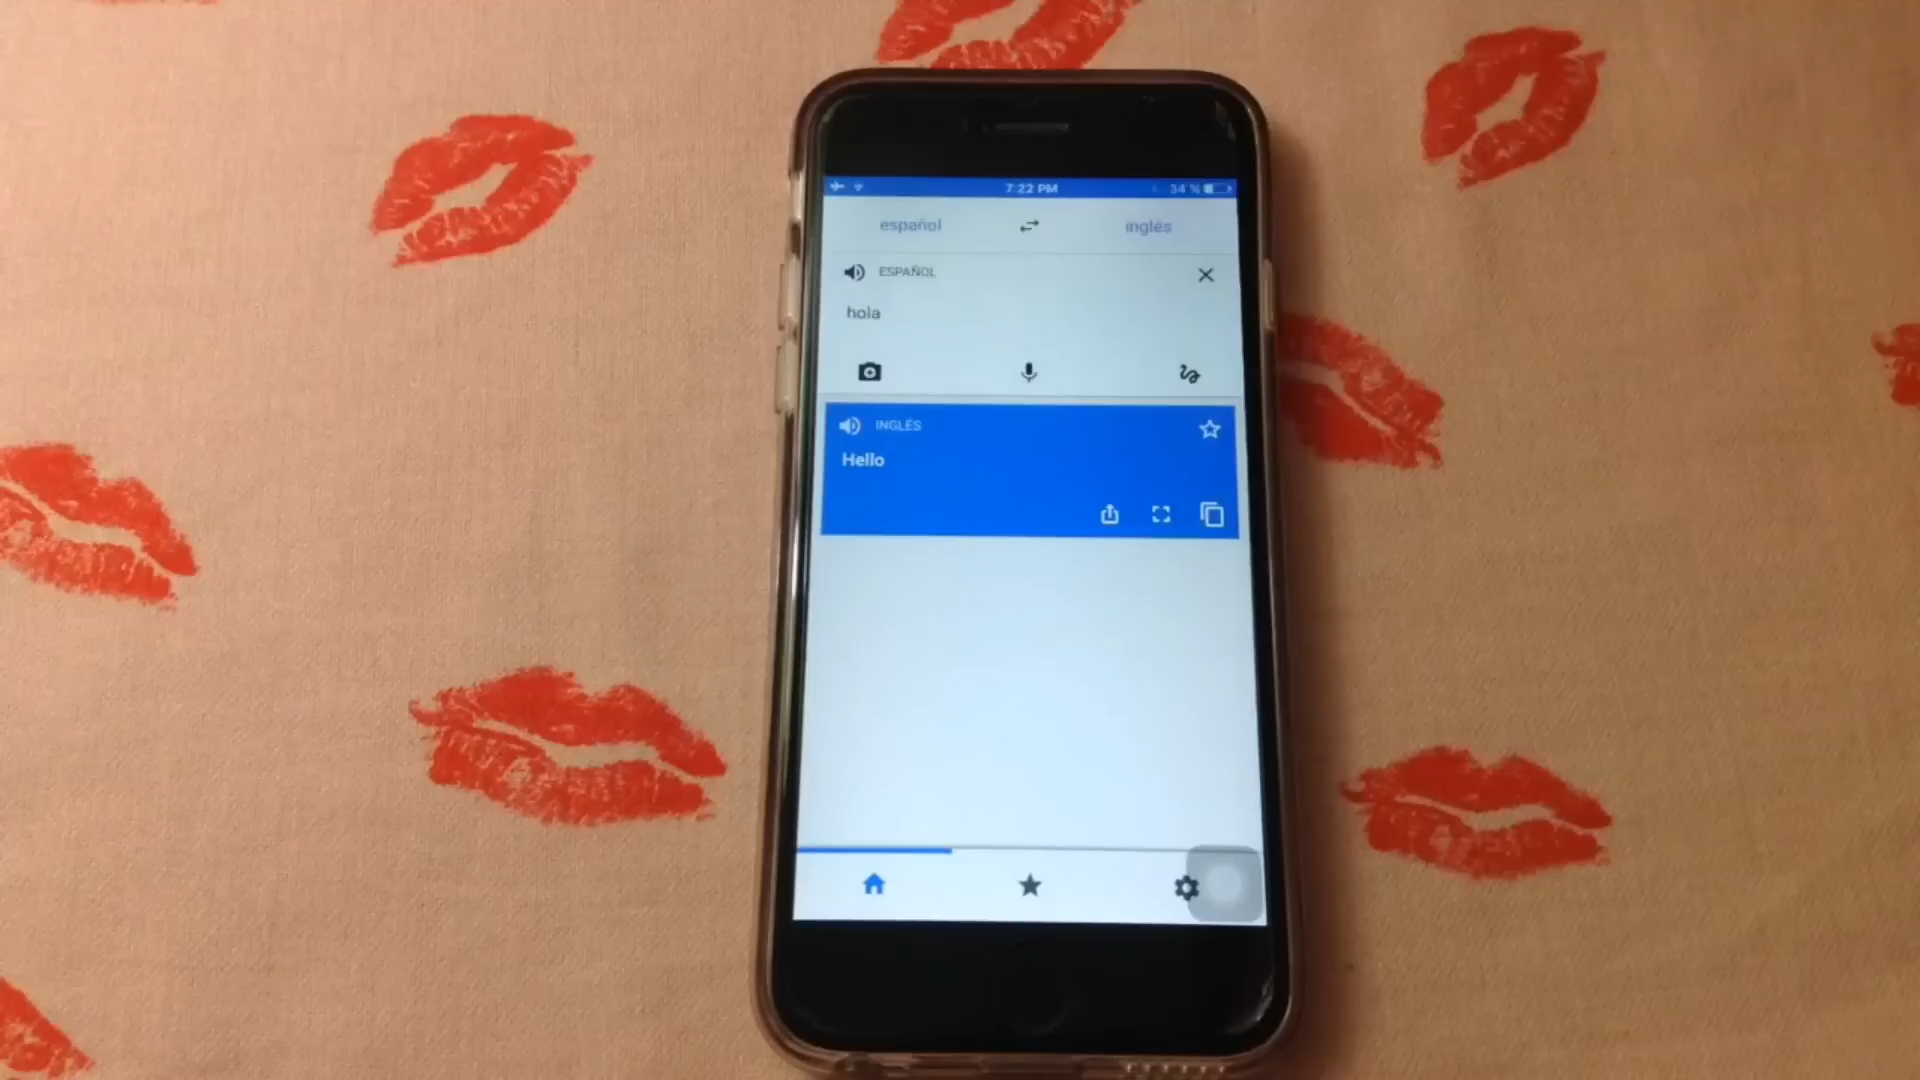 7:22 PM 34 %
español inglés
ESPAÑOL
hola
INGLÉS
Hello